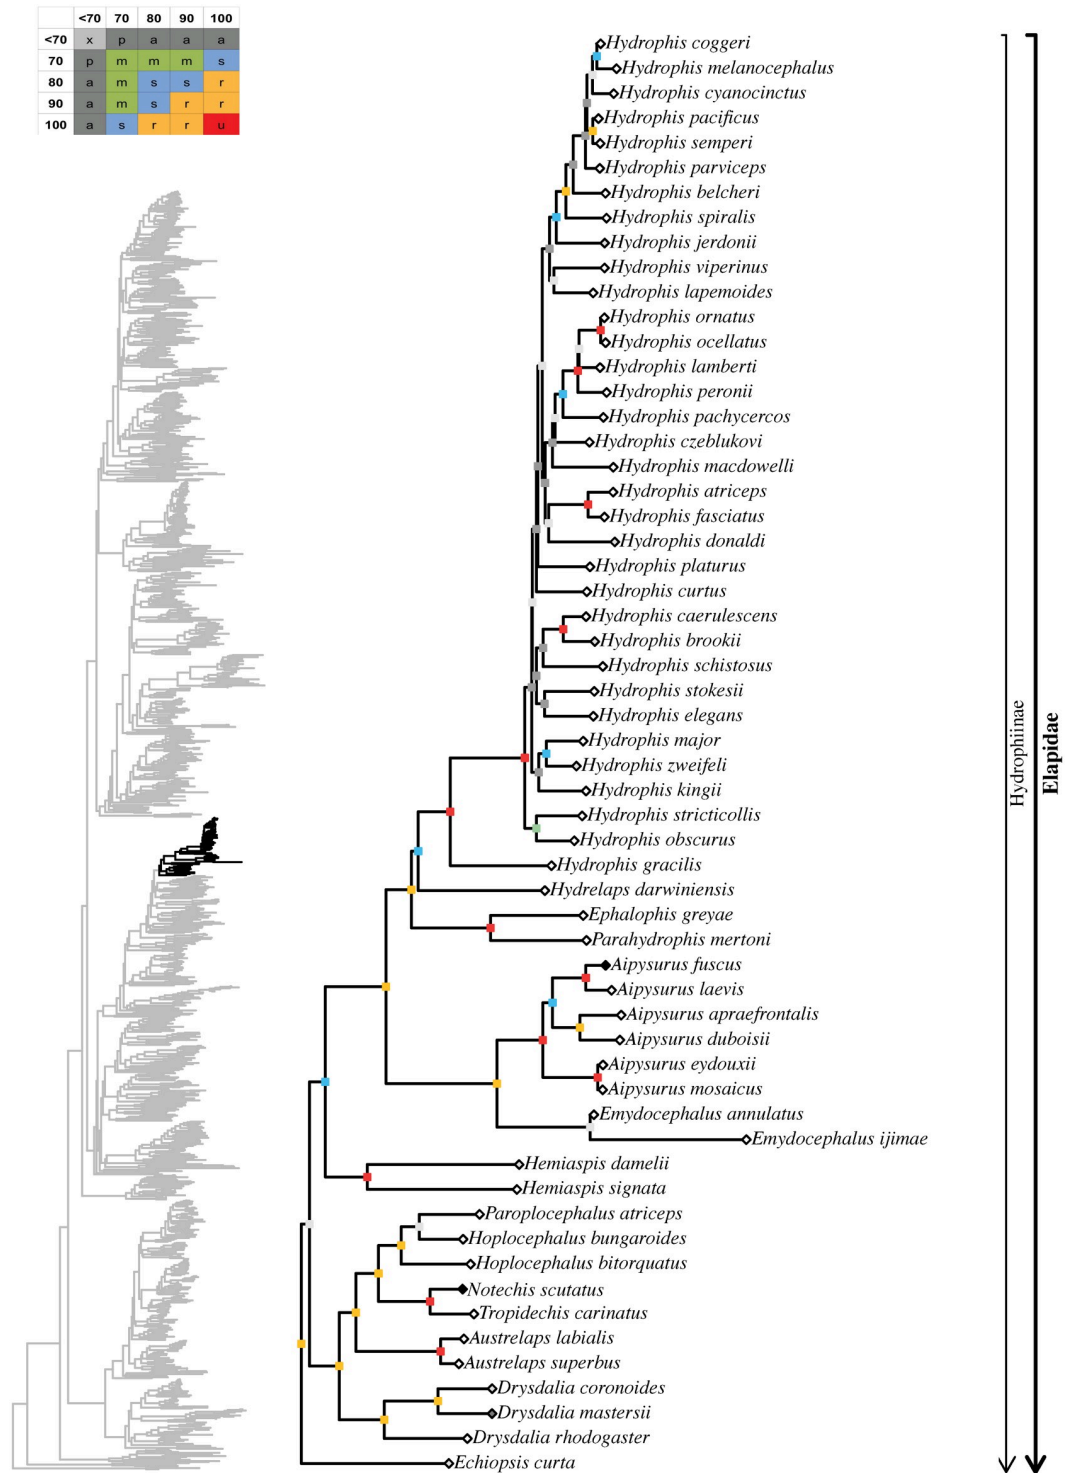 <70 70 80 90 100
<70 x p a a a
70 p m m m s
80 a m s s r
90 a m s r r
100 a s r r u
Hydrophis coggeri
Hydrophis melanocephalus
Hydrophis cyanocinctus
Hydrophis pacificus
Hydrophis semperi
Hydrophis parviceps
Hydrophis belcheri
Hydrophis spiralis
Hydrophis jerdonii
Hydrophis viperinus
Hydrophis lapemoides
Hydrophis ornatus
Hydrophis ocellatus
Hydrophis lamberti
Hydrophis peronii
Hydrophis pachycercos
Hydrophis czeblukovi
Hydrophis macdowelli
Hydrophis atriceps
Hydrophis fasciatus
Hydrophis donaldi
Hydrophis platurus
Hydrophis curtus
Hydrophis caerulescens
Hydrophis brookii
Hydrophis schistosus
Hydrophis stokesii
Hydrophis elegans
Hydrophis major
Hydrophis zweifeli
Hydrophis kingii
Hydrophis stricticollis
Hydrophis obscurus
Hydrophis gracilis
Hydrelaps darwiniensis
Ephalophis greyae
Parahydrophis mertoni
Aipysurus fuscus
Aipysurus laevis
Aipysurus apraefrontalis
Aipysurus duboisii
Aipysurus eydouxii
Aipysurus mosaicus
Emydocephalus annulatus
Emydocephalus ijimae
Hemiaspis damelii
Hemiaspis signata
Paroplocephalus atriceps
Hoplocephalus bungaroides
Hoplocephalus bitorquatus
Notechis scutatus
Tropidechis carinatus
Austrelaps labialis
Austrelaps superbus
Drysdalia coronoides
Drysdalia mastersii
Drysdalia rhodogaster
Echiopsis curta
Hydrophiinae
Elapidae